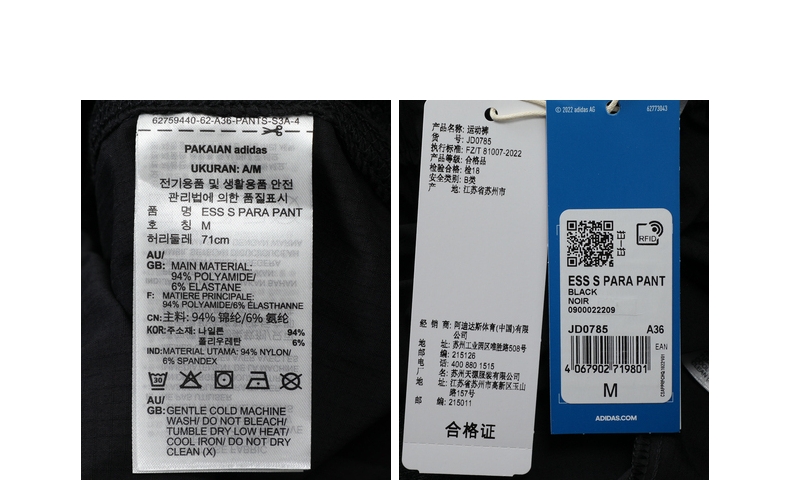 62759440-62-A36-PANTS-S3A-4
PAKAIAN adidas
UKURAN: A/M
전기용품 및 생활용품 안전
관리법에 의한 품질표시
품 명 ESS S PARA PANT
호 칭 M
허리둘레 71cm
AU/
GB: MAIN MATERIAL:
94% POLYAMIDE/
6% ELASTANE
F: MATIERE PRINCIPALE:
94% POLYAMIDE/6% ÉLASTHANNE
CN: 主料: 94% 锦纶/6% 氨纶
KOR: 주소재: 나일론 94%
폴리우레탄 6%
IND: MATERIAL UTAMA: 94% NYLON/
6% SPANDEX
AU/
GB: GENTLE COLD MACHINE
WASH/ DO NOT BLEACH/
TUMBLE DRY LOW HEAT/
COOL IRON/ DO NOT DRY
CLEAN (X)
产品名称: 运动裤
货 号: JD0785
执行标准: FZ/T 81007-2022
产品等级: 合格品
检验合格: 检18
安全类别: B类
产 地: 江苏省苏州市
经 销 商: 阿迪达斯体育(中国)有限
公司
地 址: 苏州工业园区唯胜路508号
邮 编: 215126
电 话: 400 880 1515
厂 名: 苏州天源服装有限公司
地 址: 江苏省苏州市高新区玉山
路157号
邮 编: 215011
合格证
© 2022 adidas AG
62773043
RFID
ESS S PARA PANT
BLACK
NOIR
0900022209
JD0785 A36
EAN
4 067902 719801
M
ADIDAS.COM